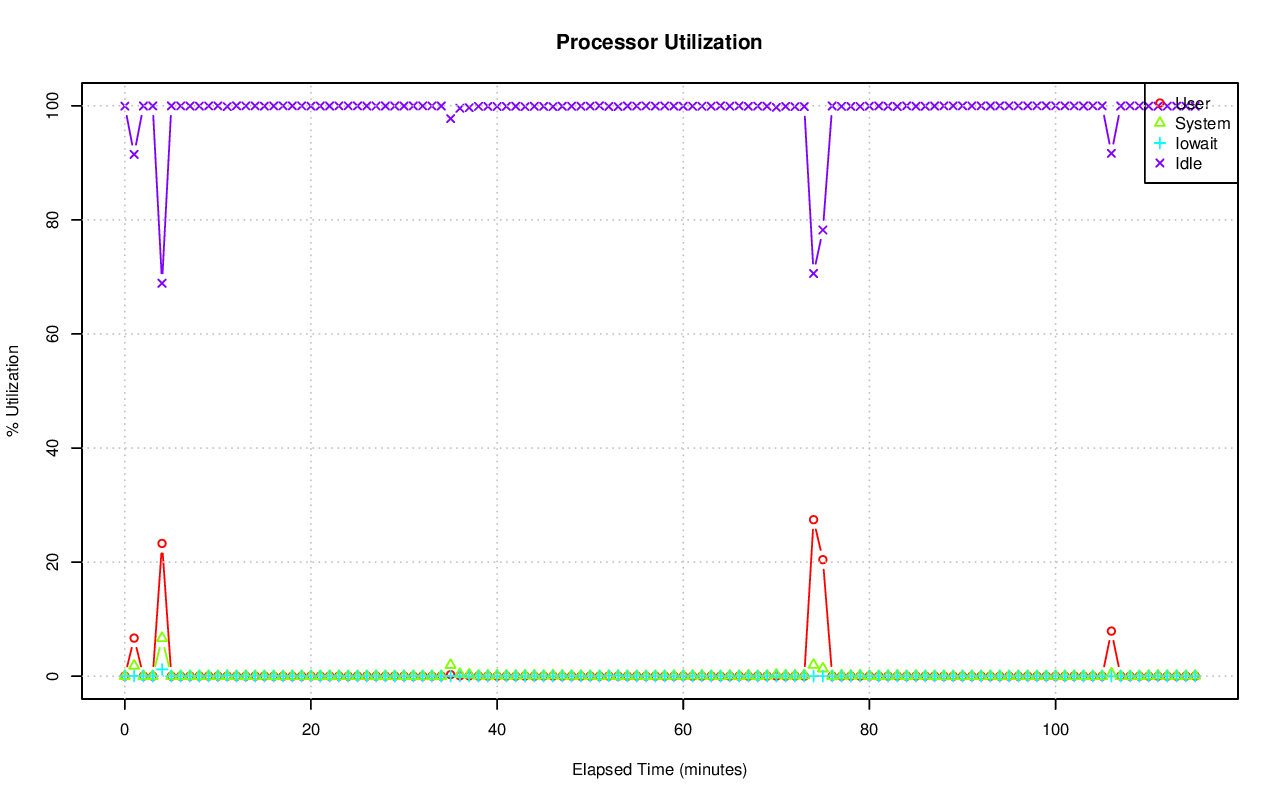 Processor Utilization
% Utilization
100
80
60
40
20
0
User
System
Iowait
Idle
0 20 40 60 80 100
Elapsed Time (minutes)